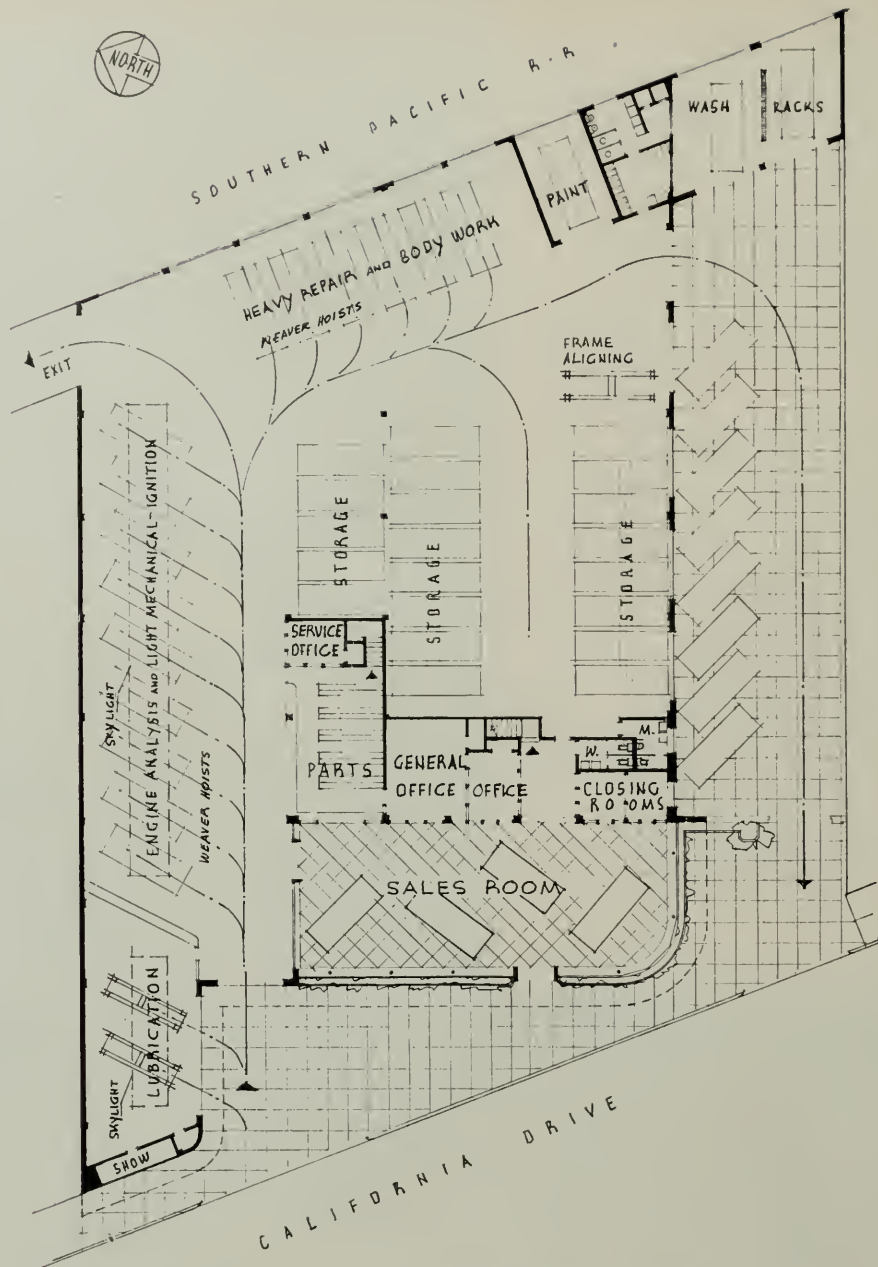 NORTH
SOUTHERN PACIFIC R-R.
WASH RACKS
PAINT
HEAVY REPAIR AND BODY WORK
WEAVER HOISTS
FRAME
ALIGNING
EXIT
ENGINE ANALYSIS AND LIGHT MECHANICAL-IGNITION
SKYLIGHT
WEAVER HOISTS
STORAGE
STORAGE
STORAGE
SERVICE
OFFICE
PARTS
GENERAL
OFFICE
OFFICE
W.
M.
CLOSING
ROOMS
SALES ROOM
LUBRICATION
SKYLIGHT
SHOW
CALIFORNIA DRIVE